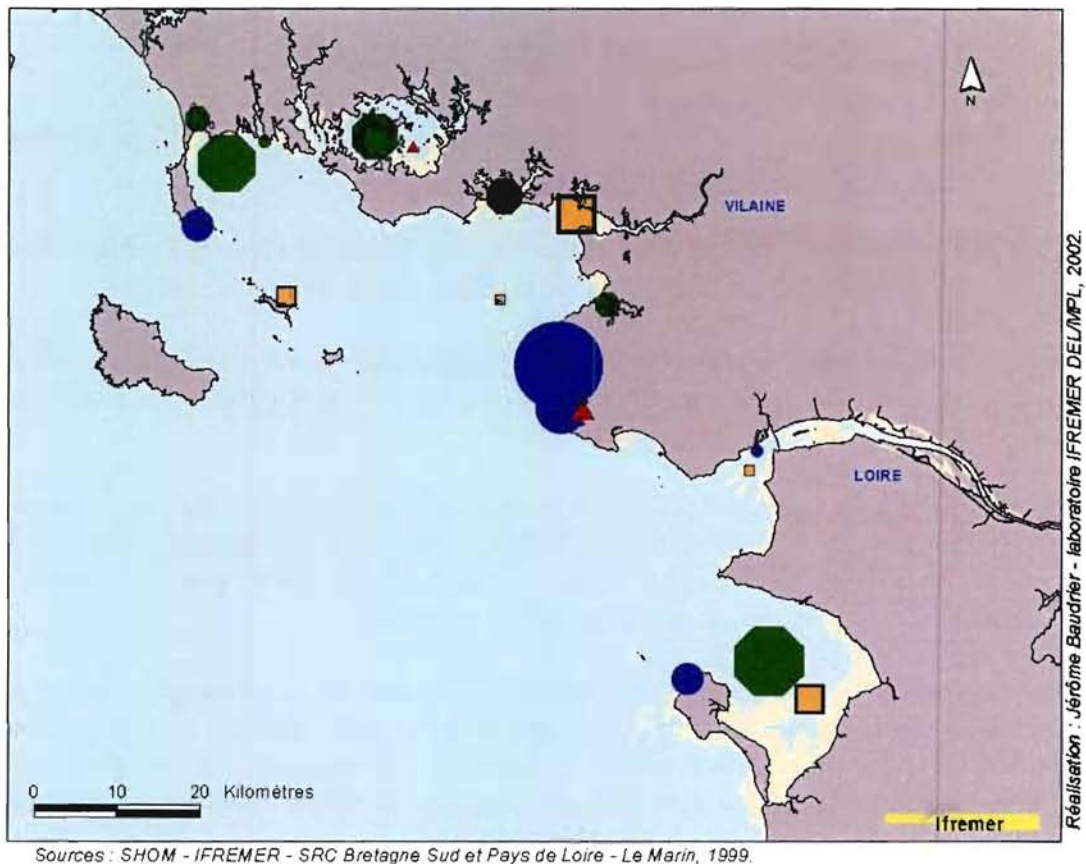 N
VILAINE
LOIRE
0 10 20 Kilomètres
Ifremer
Réalisation : Jérôme Baudrier - laboratoire IFREMER DEL/MPL, 2002.
Sources : SHOM - IFREMER - SRC Bretagne Sud et Pays de Loire - Le Marin, 1999.